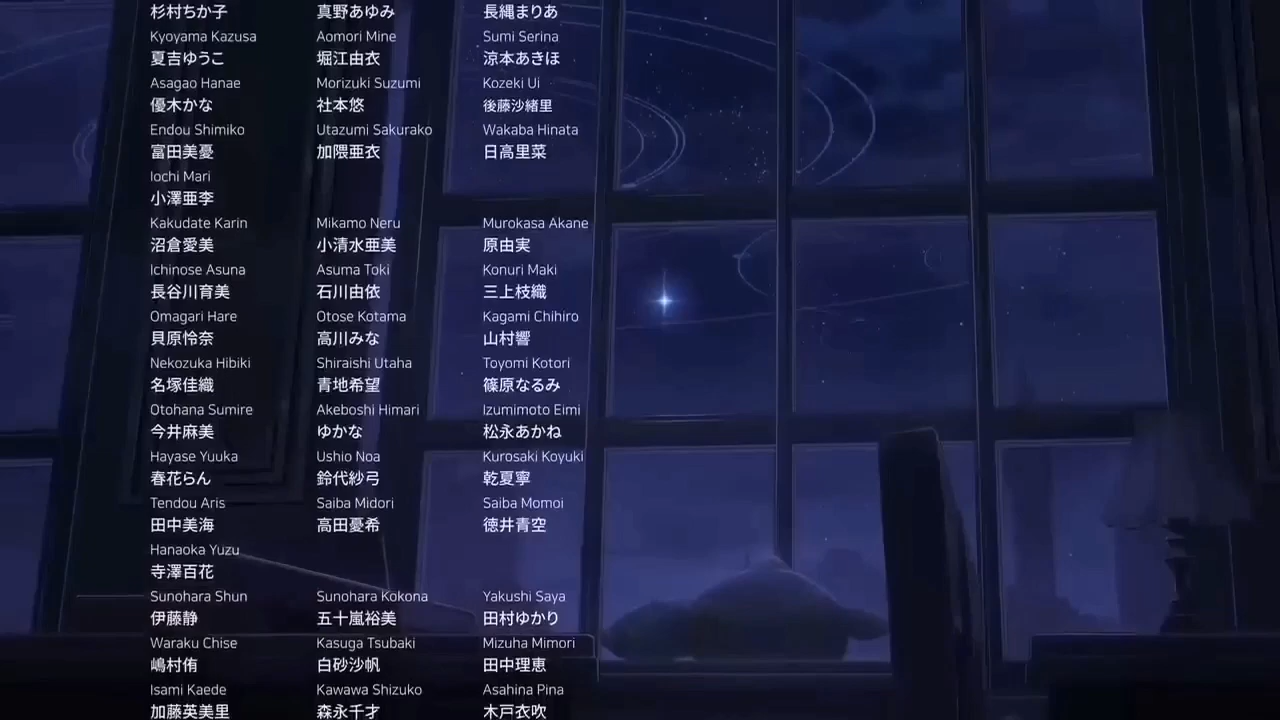 杉村ちか子 真野あゆみ 長縄まりあ
Kyoyama Kazusa Aomori Mine Sumi Serina
夏吉ゆうこ 堀江由衣 涼本あきほ
Asagao Hanae Morizuki Suzumi Kozeki Ui
優木かな 社本悠 後藤沙緒里
Endou Shimiko Utazumi Sakurako Wakaba Hinata
富田美憂 加隈亜衣 日高里菜
Iochi Mari
小澤亜李
Kakudate Karin Mikamo Neru Murokasa Akane
沼倉愛美 小清水亜美 原由実
Ichinose Asuna Asuma Toki Konuri Maki
長谷川育美 石川由依 三上枝織
Omagari Hare Otose Kotama Kagami Chihiro
貝原怜奈 高川みな 山村響
Nekozuka Hibiki Shiraishi Utaha Toyomi Kotori
名塚佳織 青地希望 篠原なるみ
Otohana Sumire Akeboshi Himari Izumimoto Eimi
今井麻美 ゆかな 松永あかね
Hayase Yuuka Ushio Noa Kurosaki Koyuki
春花らん 鈴代紗弓 乾夏寧
Tendou Aris Saiba Midori Saiba Momoi
田中美海 高田憂希 徳井青空
Hanaoka Yuzu
寺澤百花
Sunohara Shun Sunohara Kokona Yakushi Saya
伊藤静 五十嵐裕美 田村ゆかり
Waraku Chise Kasuga Tsubaki Mizuha Mimori
嶋村侑 白砂沙帆 田中理恵
Isami Kaede Kawawa Shizuko Asahina Pina
加藤英美里 森永千才 木戸衣吹